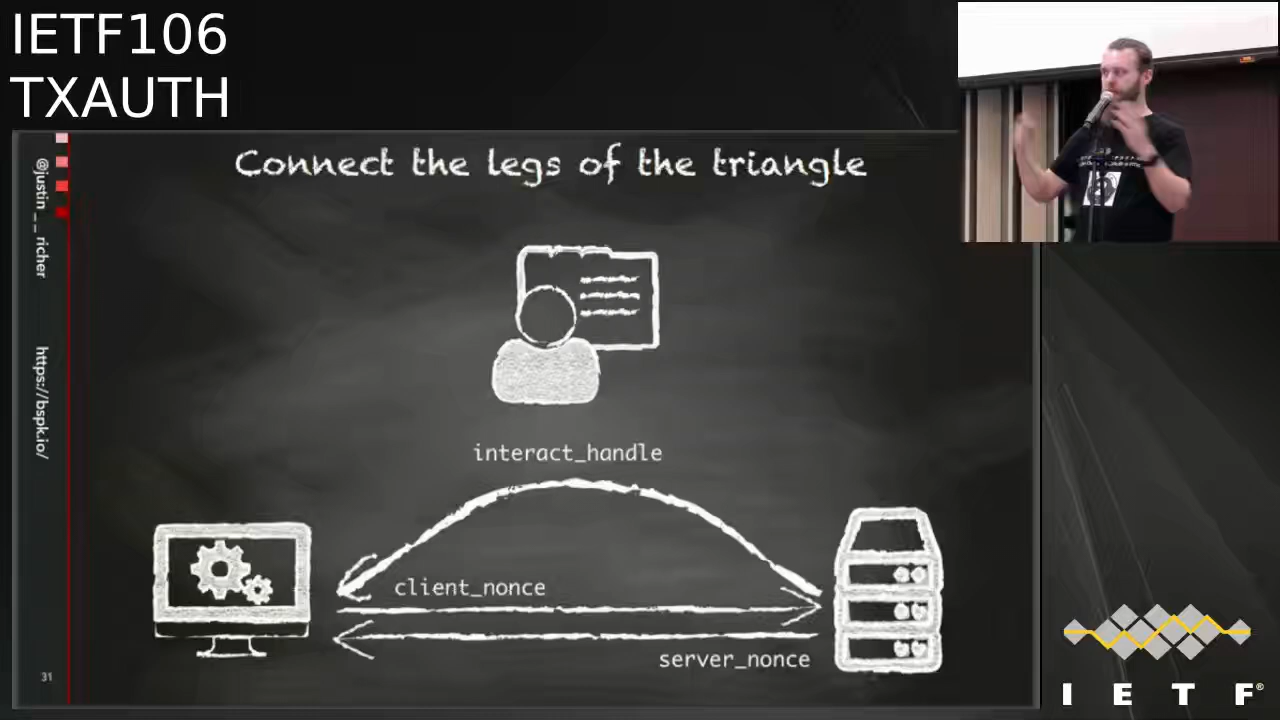 IETF106
TXAUTH
Connect the legs of the triangle
@justin__richer
https://bspk.io/
interact_handle
client_nonce
server_nonce
31
I E T F®